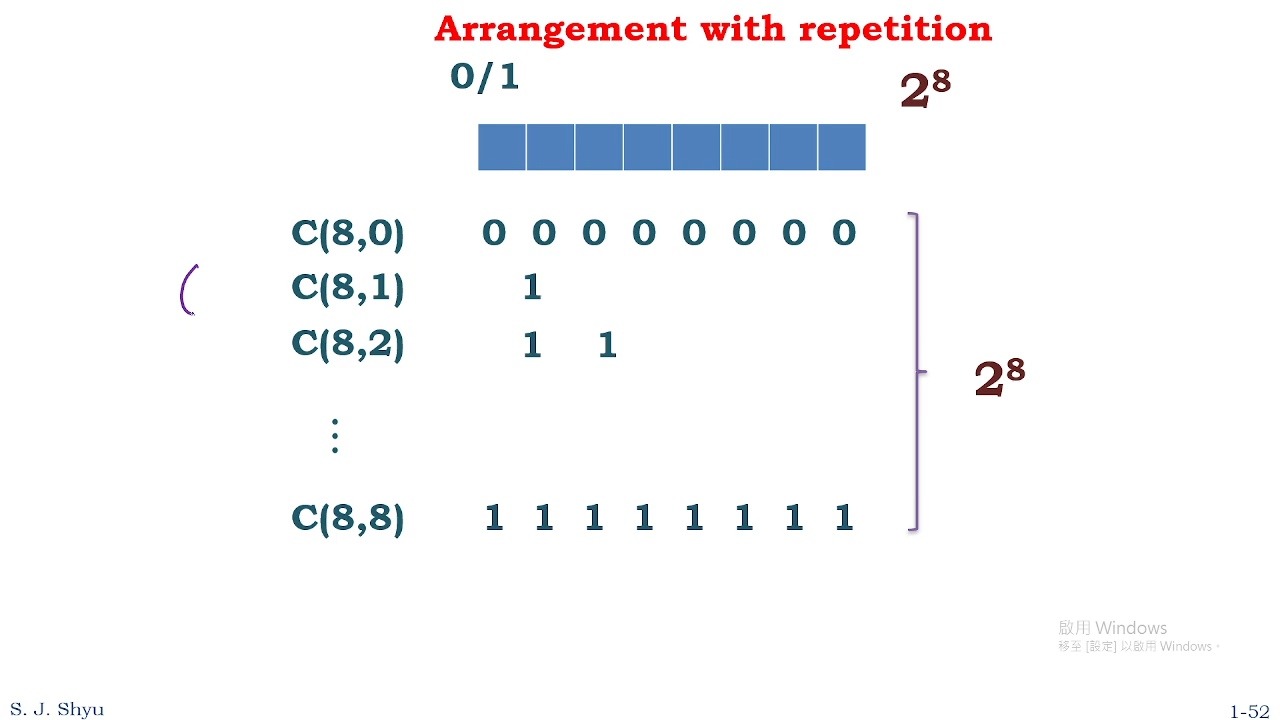 Arrangement with repetition
0/1
2⁸
C(8,0) 0 0 0 0 0 0 0 0
C(8,1) 1
C(8,2) 1 1
⋮
2⁸
C(8,8) 1 1 1 1 1 1 1 1
啟用 Windows
移至 [設定] 以啟用 Windows。
S. J. Shyu
1-52